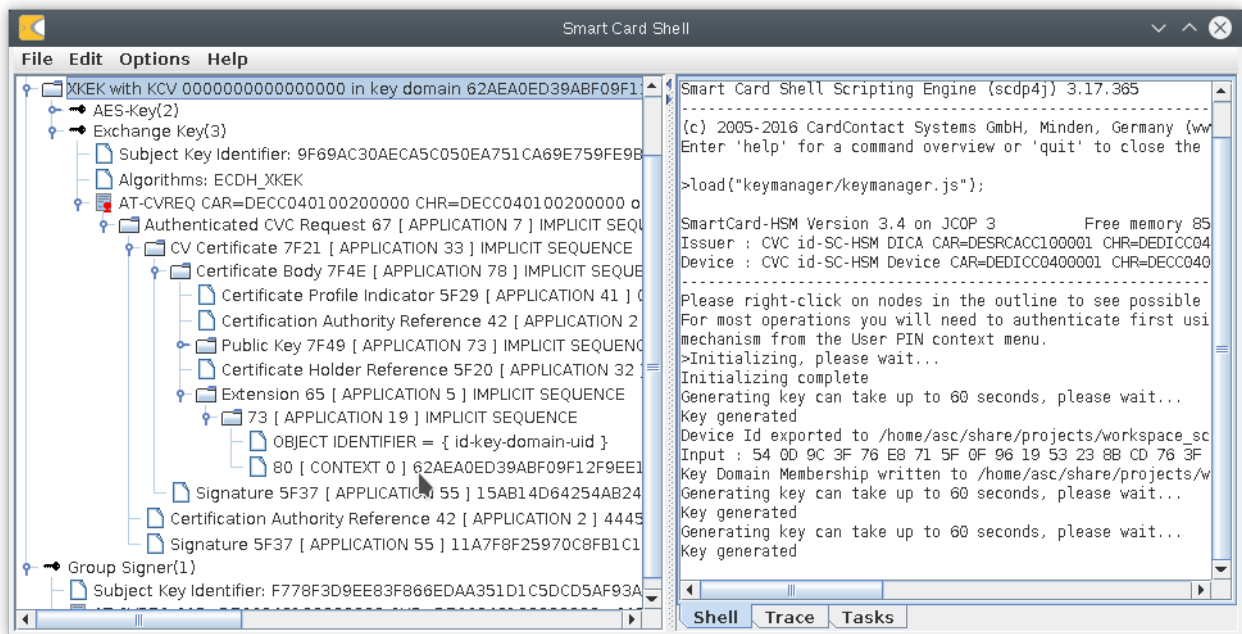 Smart Card Shell
File Edit Options Help
XKEK with KCV 0000000000000000 in key domain 62AEA0ED39ABF09F1
AES-Key(2)
Exchange Key(3)
Subject Key Identifier: 9F69AC30AECA5C050EA751CA69E759FE9B
Algorithms: ECDH_XKEK
AT-CVREQ CAR=DECC040100200000 CHR=DECC040100200000 o
Authenticated CVC Request 67 [ APPLICATION 7 ] IMPLICIT SEQU
CV Certificate 7F21 [ APPLICATION 33 ] IMPLICIT SEQUENCE
Certificate Body 7F4E [ APPLICATION 78 ] IMPLICIT SEQUE
Certificate Profile Indicator 5F29 [ APPLICATION 41 ]
Certification Authority Reference 42 [ APPLICATION 2
Public Key 7F49 [ APPLICATION 73 ] IMPLICIT SEQUENC
Certificate Holder Reference 5F20 [ APPLICATION 32 ]
Extension 65 [ APPLICATION 5 ] IMPLICIT SEQUENCE
73 [ APPLICATION 19 ] IMPLICIT SEQUENCE
OBJECT IDENTIFIER = { id-key-domain-uid }
80 [ CONTEXT 0 ] 62AEA0ED39ABF09F12F9EE1
Signature 5F37 [ APPLICATION 55 ] 15AB14D64254AB24
Certification Authority Reference 42 [ APPLICATION 2 ] 4445
Signature 5F37 [ APPLICATION 55 ] 11A7F8F25970C8FB1C1
Group Signer(1)
Subject Key Identifier: F778F3D9EE83F866EDAA351D1C5DCD5AF93A
Smart Card Shell Scripting Engine (scdp4j) 3.17.365
---------------------------------------------------------
(c) 2005-2016 CardContact Systems GmbH, Minden, Germany (ww
Enter 'help' for a command overview or 'quit' to close the
>load("keymanager/keymanager.js");
SmartCard-HSM Version 3.4 on JCOP 3 Free memory 85
Issuer : CVC id-SC-HSM DICA CAR=DESRCACC100001 CHR=DEDICC04
Device : CVC id-SC-HSM Device CAR=DEDICC0400001 CHR=DECC040
---------------------------------------------------------
Please right-click on nodes in the outline to see possible
For most operations you will need to authenticate first usi
mechanism from the User PIN context menu.
>Initializing, please wait...
Initializing complete
Generating key can take up to 60 seconds, please wait...
Key generated
Device Id exported to /home/asc/share/projects/workspace_sc
Input : 54 0D 9C 3F 76 E8 71 5F 0F 96 19 53 23 8B CD 76 3F
Key Domain Membership written to /home/asc/share/projects/w
Generating key can take up to 60 seconds, please wait...
Key generated
Generating key can take up to 60 seconds, please wait...
Key generated
Shell Trace Tasks